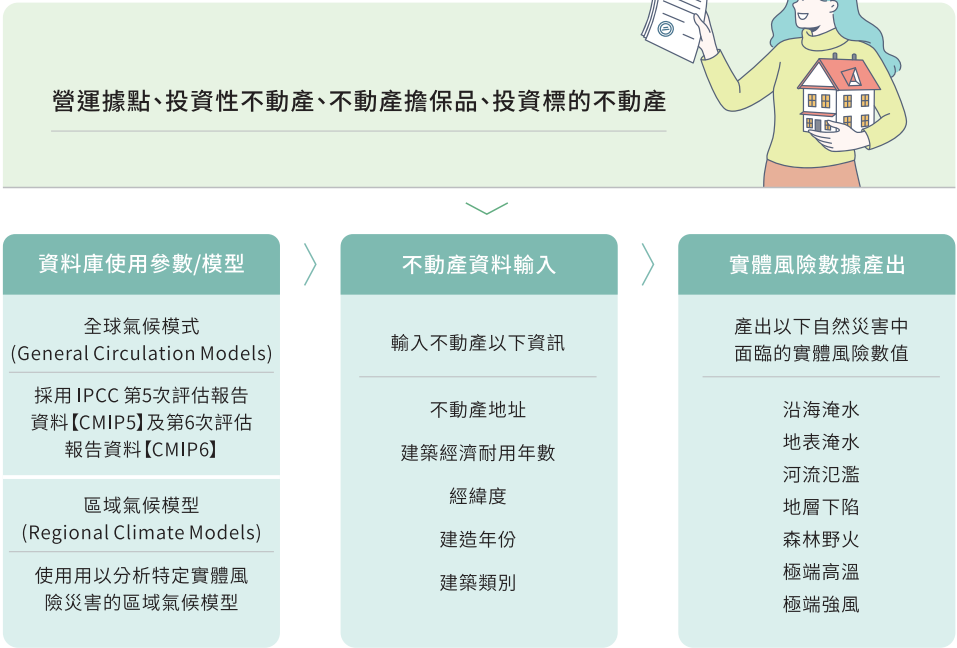 營運據點、投資性不動產、不動產擔保品、投資標的不動產
資料庫使用參數/模型
全球氣候模式
(General Circulation Models)
採用 IPCC 第5次評估報告
資料【CMIP5】及第6次評估
報告資料【CMIP6】
區域氣候模型
(Regional Climate Models)
使用用以分析特定實體風
險災害的區域氣候模型
不動產資料輸入
輸入不動產以下資訊
不動產地址
建築經濟耐用年數
經緯度
建造年份
建築類別
實體風險數據產出
產出以下自然災害中
面臨的實體風險數值
沿海淹水
地表淹水
河流氾濫
地層下陷
森林野火
極端高溫
極端強風